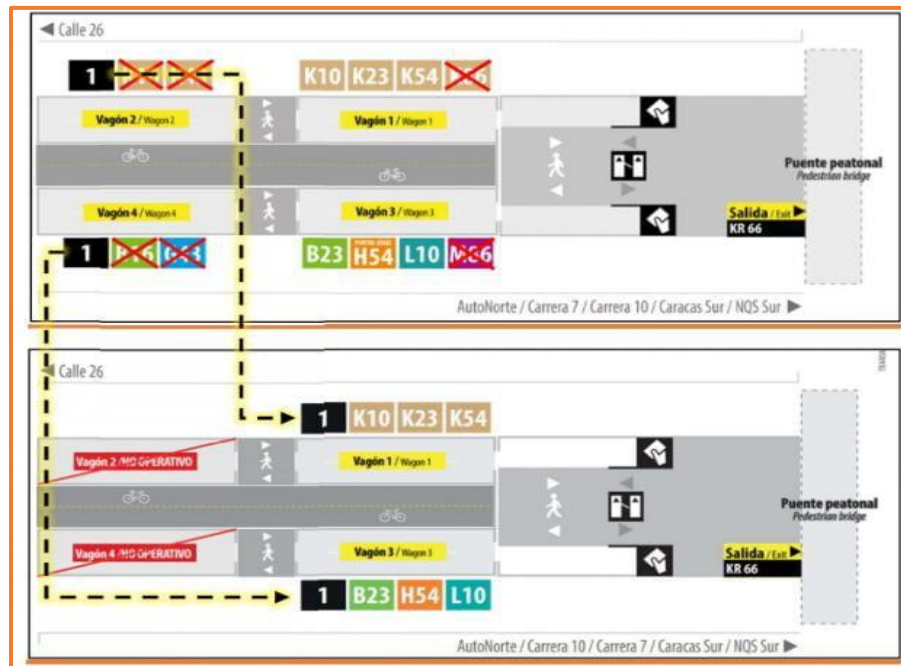 Calle 26
1
K10 K23 K54
Vagón 2 / Wagon 2
Vagón 1 / Wagon 1
Puente peatonal
Pedestrian bridge
Vagón 4 / Wagon 4
Vagón 3 / Wagon 3
Salida / Exit
KR 66
1
B23 H54 L10 M86
AutoNorte / Carrera 7 / Carrera 10 / Caracas Sur / NQS Sur
Calle 26
1 K10 K23 K54
Vagón 2 /NO OPERATIVO
Vagón 1 / Wagon 1
Puente peatonal
Pedestrian bridge
Vagón 4 /NO OPERATIVO
Vagón 3 / Wagon 3
Salida / Exit
KR 66
1 B23 H54 L10
AutoNorte / Carrera 10 / Carrera 7 / Caracas Sur / NQS Sur